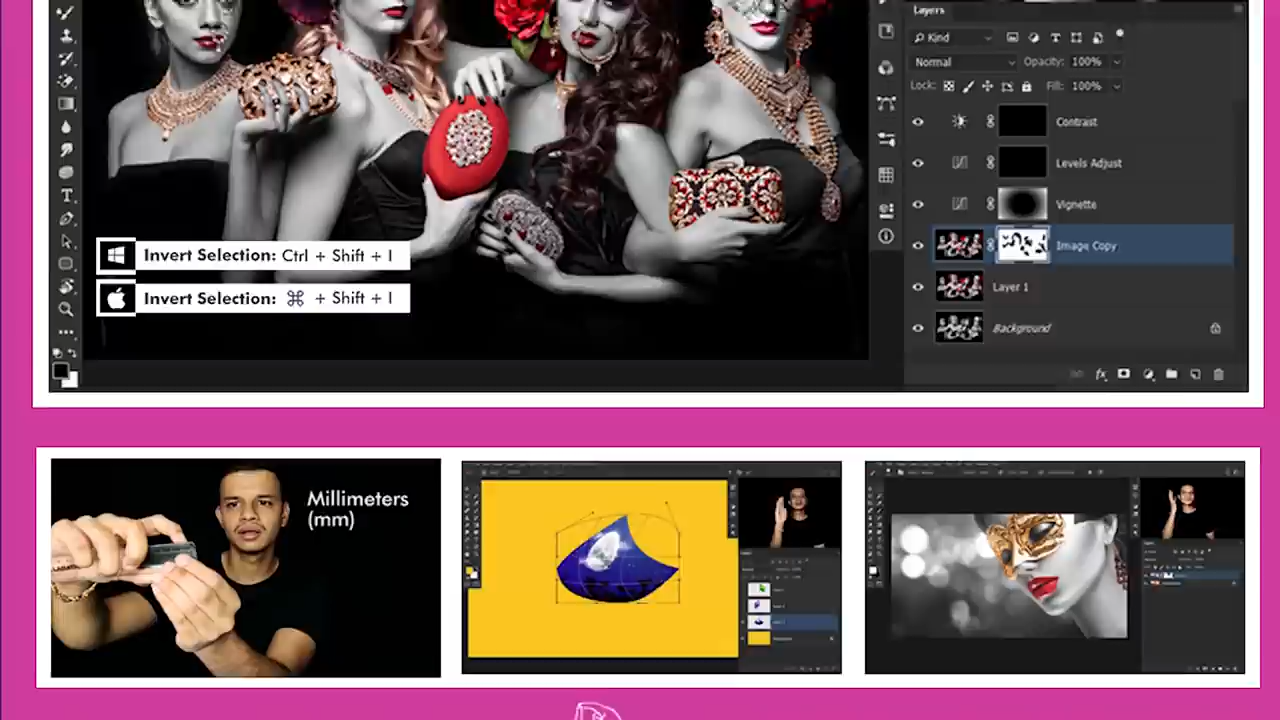 Layers
Kind
Normal Opacity: 100%
Lock: Fill: 100%
Contrast
Levels Adjust
Vignette
Image Copy
Layer 1
Background
fx
Invert Selection: Ctrl + Shift + I
Invert Selection: ⌘ + Shift + I
Millimeters
(mm)